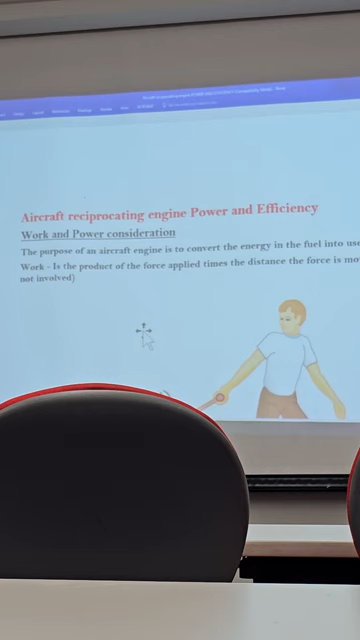 Aircraft reciprocating engine Power and Efficiency
Work and Power consideration
The purpose of an aircraft engine is to convert the energy in the fuel into
Work - Is the product of the force applied times the distance the force is
not involved)